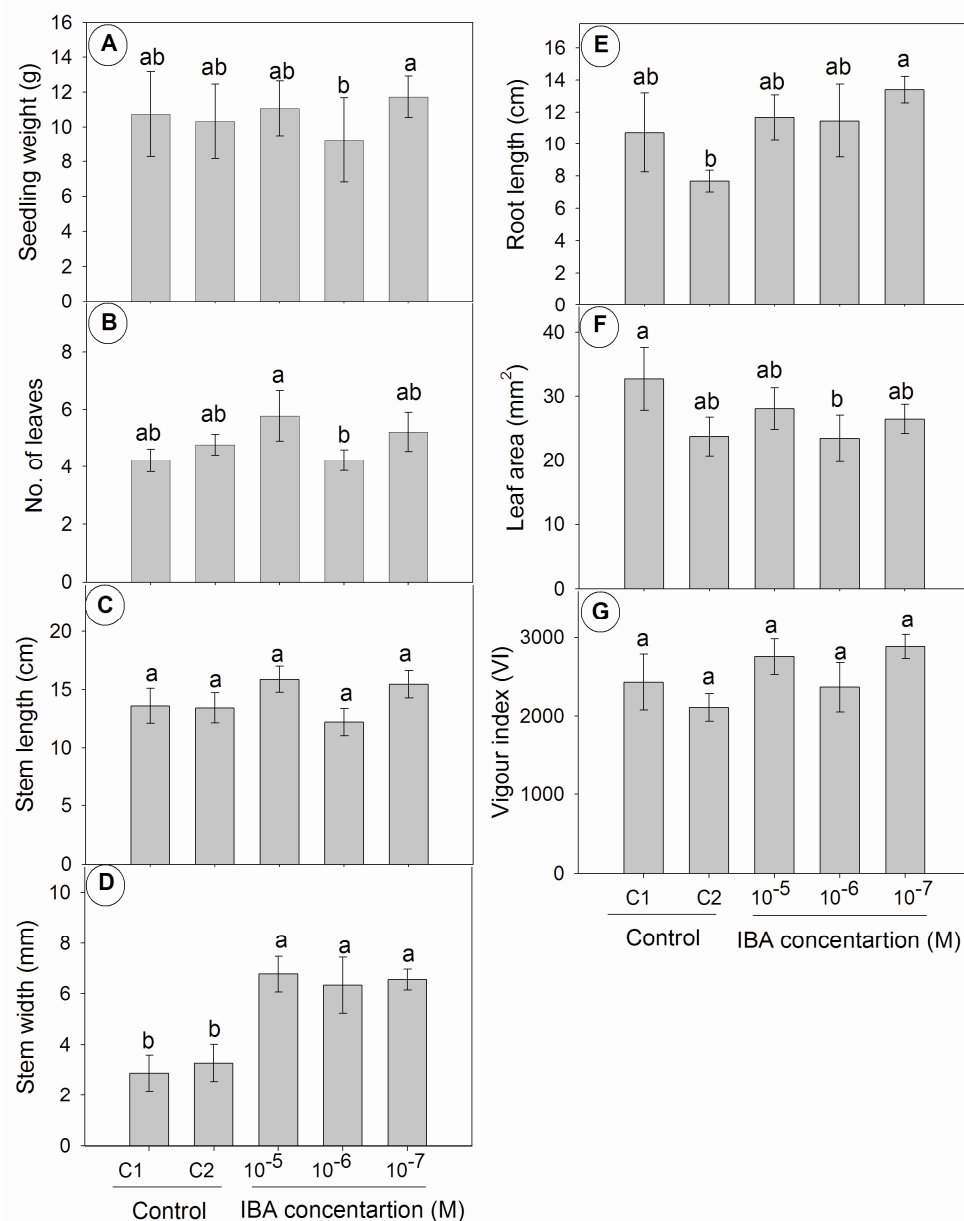 A
Seedling weight (g)
16
14
12
10
8
6
4
2
0
ab
ab
ab
b
a
B
No. of leaves
8
6
4
2
0
ab
ab
a
b
ab
C
Stem length (cm)
20
15
10
5
0
a
a
a
a
a
D
Stem width (mm)
10
8
6
4
2
0
b
b
a
a
a
C1 C2 10⁻⁵ 10⁻⁶ 10⁻⁷
Control IBA concentartion (M)
E
Root length (cm)
16
14
12
10
8
6
4
2
0
ab
b
ab
ab
a
F
Leaf area (mm²)
40
30
20
10
0
a
ab
ab
b
ab
G
Vigour index (VI)
3000
2000
1000
0
a
a
a
a
a
C1 C2 10⁻⁵ 10⁻⁶ 10⁻⁷
Control IBA concentartion (M)